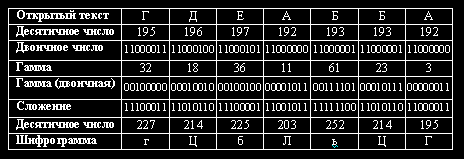 Открытый текст Г Д Е А Б Б А
Десятичное число 195 196 197 192 193 193 192
Двоичное число 11000011 11000100 11000101 11000000 11000001 11000001 11000000
Гамма 32 18 36 11 61 23 3
Гамма (двоичная) 00100000 00010010 00100100 00001011 00111101 00010111 00000011
Сложение 11100011 11010110 11100001 11001011 11111100 11010110 11000011
Десятичное число 227 214 225 203 252 214 195
Шифрограмма г Ц б Л ь Ц Г